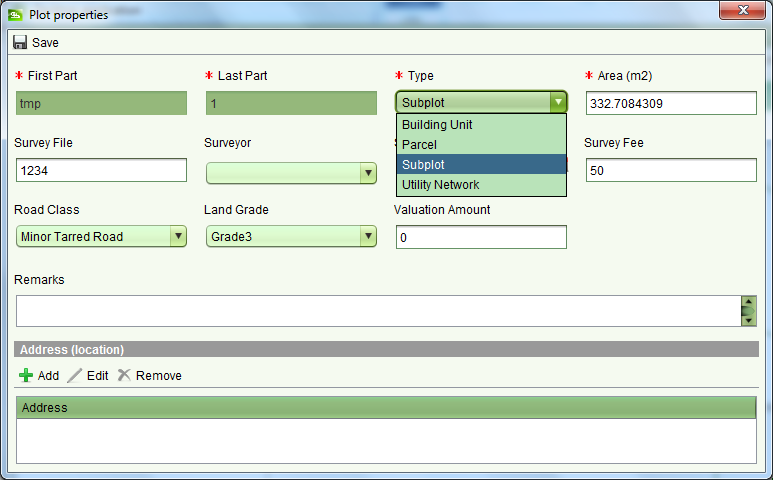 Plot properties
Save
* First Part
* Last Part
* Type
* Area (m2)
tmp
1
Subplot
332.7084309
Building Unit
Parcel
Subplot
Utility Network
Survey File
Surveyor
Survey Fee
1234
50
Road Class
Land Grade
Valuation Amount
Minor Tarred Road
Grade3
0
Remarks
Address (location)
Add
Edit
Remove
Address